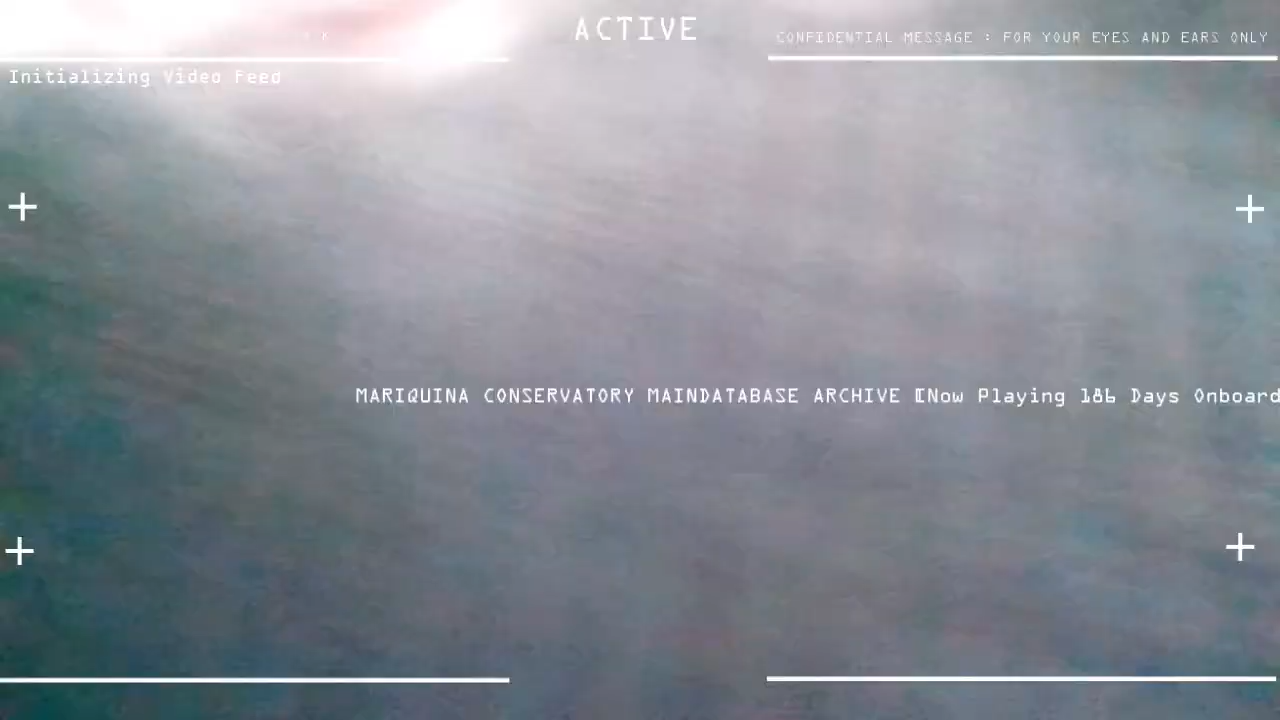 ACTIVE
CONFIDENTIAL MESSAGE : FOR YOUR EYES AND EARS ONLY
Initializing Video Feed
MARIQUINA CONSERVATORY MAINDATABASE ARCHIVE [Now Playing 186 Days Onboard